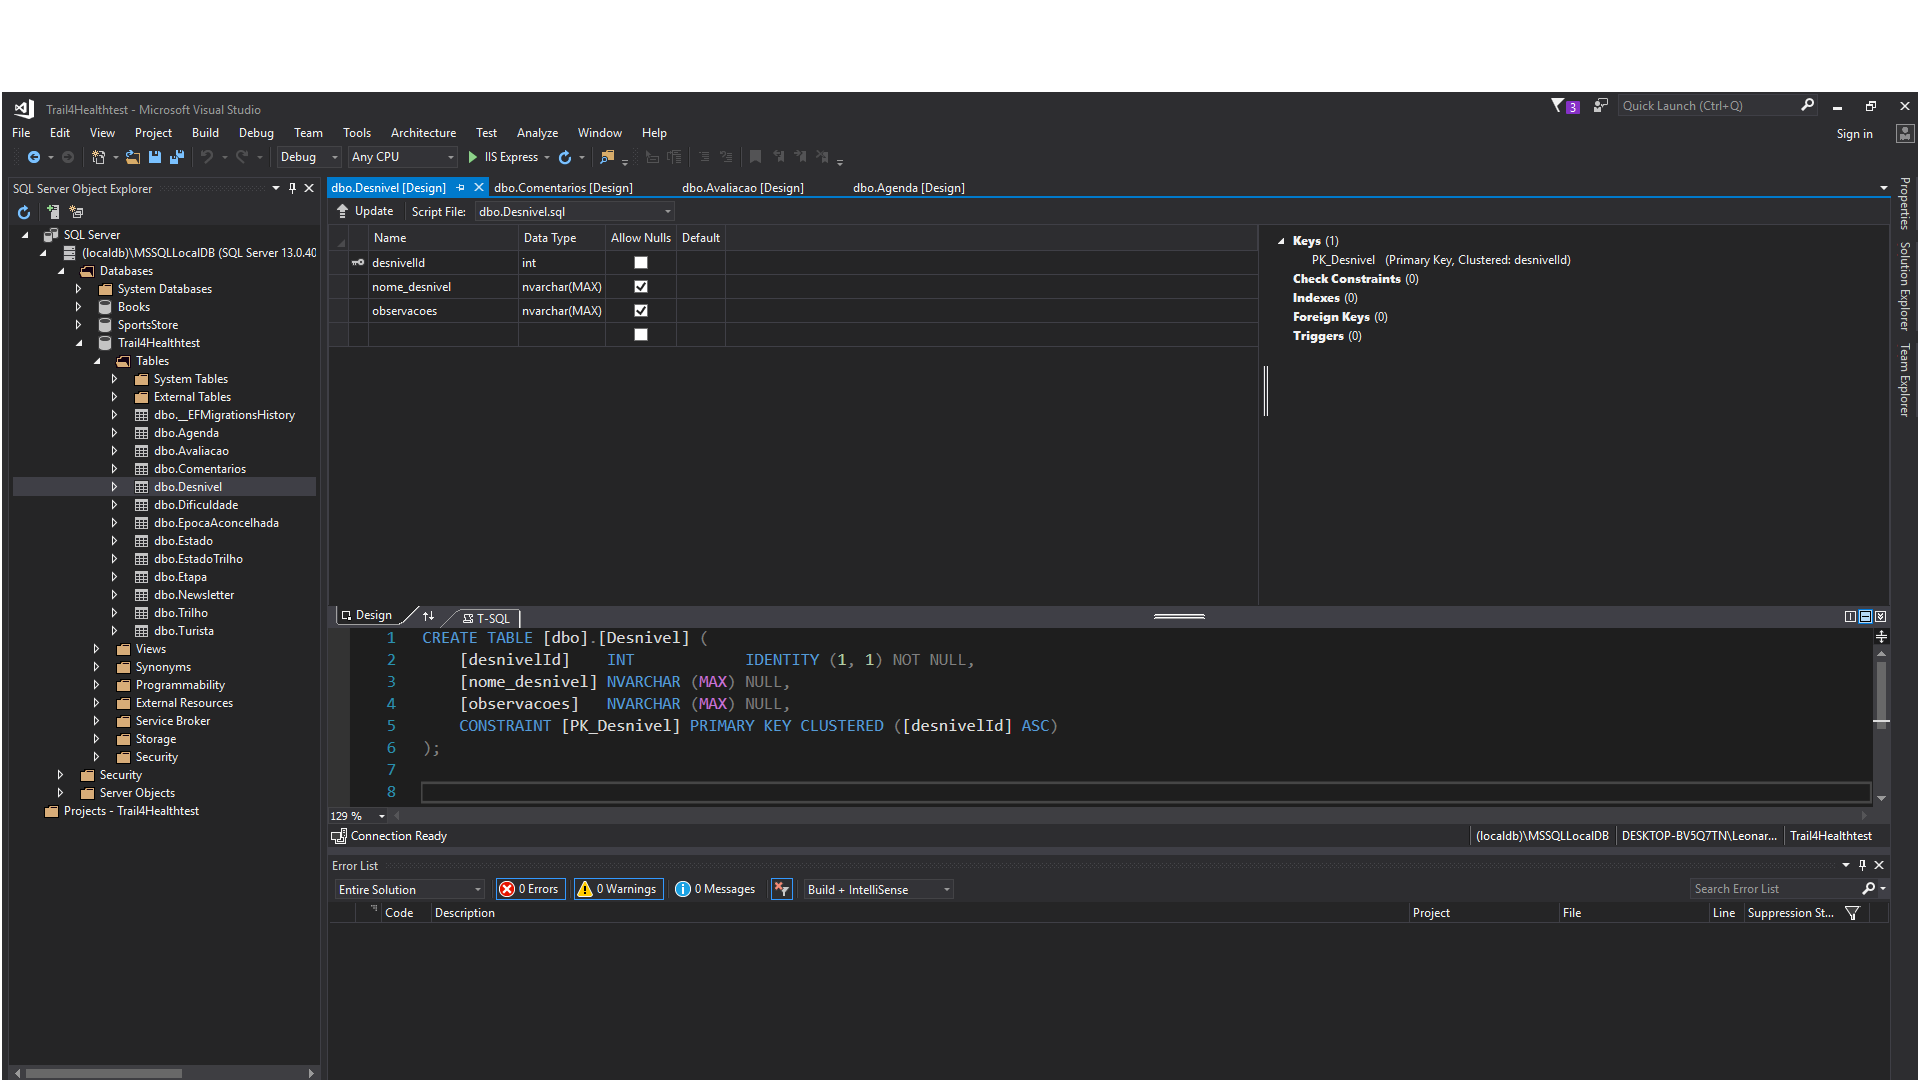 Trail4Healthtest - Microsoft Visual Studio
3
Quick Launch (Ctrl+Q)
File Edit View Project Build Debug Team Tools Architecture Test Analyze Window Help
Sign in
Debug Any CPU IIS Express
SQL Server Object Explorer
SQL Server
(localdb)\MSSQLLocalDB (SQL Server 13.0.40
Databases
System Databases
Books
SportsStore
Trail4Healthtest
Tables
System Tables
External Tables
dbo.__EFMigrationsHistory
dbo.Agenda
dbo.Avaliacao
dbo.Comentarios
dbo.Desnivel
dbo.Dificuldade
dbo.EpocaAconcelhada
dbo.Estado
dbo.EstadoTrilho
dbo.Etapa
dbo.Newsletter
dbo.Trilho
dbo.Turista
Views
Synonyms
Programmability
External Resources
Service Broker
Storage
Security
Security
Server Objects
Projects - Trail4Healthtest
dbo.Desnivel [Design] dbo.Comentarios [Design] dbo.Avaliacao [Design] dbo.Agenda [Design]
Update Script File: dbo.Desnivel.sql
Name Data Type Allow Nulls Default
desnivelId int
nome_desnivel nvarchar(MAX)
observacoes nvarchar(MAX)
Keys (1)
PK_Desnivel (Primary Key, Clustered: desnivelId)
Check Constraints (0)
Indexes (0)
Foreign Keys (0)
Triggers (0)
Properties
Solution Explorer
Team Explorer
Design T-SQL
1 CREATE TABLE [dbo].[Desnivel] (
2 [desnivelId] INT IDENTITY (1, 1) NOT NULL,
3 [nome_desnivel] NVARCHAR (MAX) NULL,
4 [observacoes] NVARCHAR (MAX) NULL,
5 CONSTRAINT [PK_Desnivel] PRIMARY KEY CLUSTERED ([desnivelId] ASC)
6 );
7
8
129 %
Connection Ready
(localdb)\MSSQLLocalDB DESKTOP-BV5Q7TN\Leonar... Trail4Healthtest
Error List
Entire Solution 0 Errors 0 Warnings 0 Messages Build + IntelliSense
Search Error List
Code Description Project File Line Suppression St...